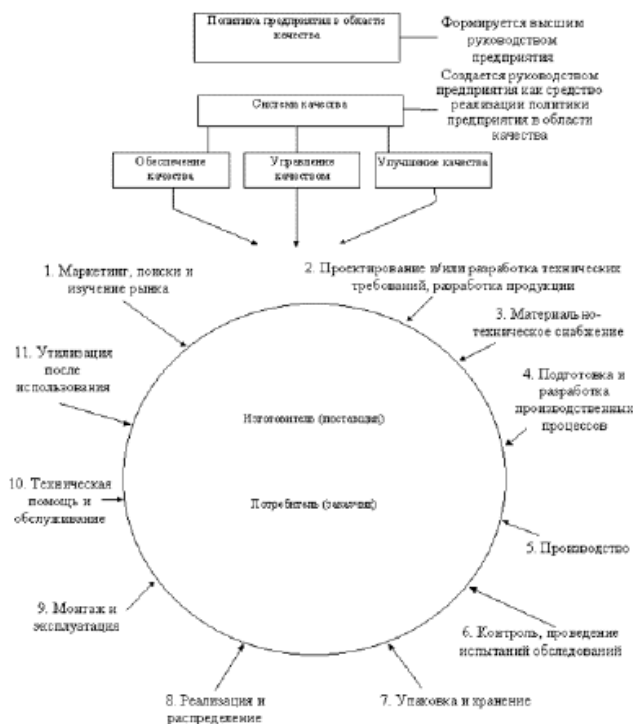 Политика предприятия в области
качества
Формируется высшим
руководством
предприятия
Создается руководством
предприятия как средство
реализации политики
предприятия в области
качества
Система качества
Обеспечение
качества
Управление
качеством
Улучшение качества
1. Маркетинг, поиски и
изучение рынка
2. Проектирование и/или разработка технических
требований, разработка продукции
3. Материально-
техническое снабжение
11. Утилизация
после
использования
4. Подготовка и
разработка
производственных
процессов
Изготовитель (поставщик)
10. Техническая
помощь и
обслуживание
Потребитель (заказчик)
5. Производство
9. Монтаж и
эксплуатация
6. Контроль, проведение
испытаний обследований
8. Реализация и
распределение
7. Упаковка и хранение